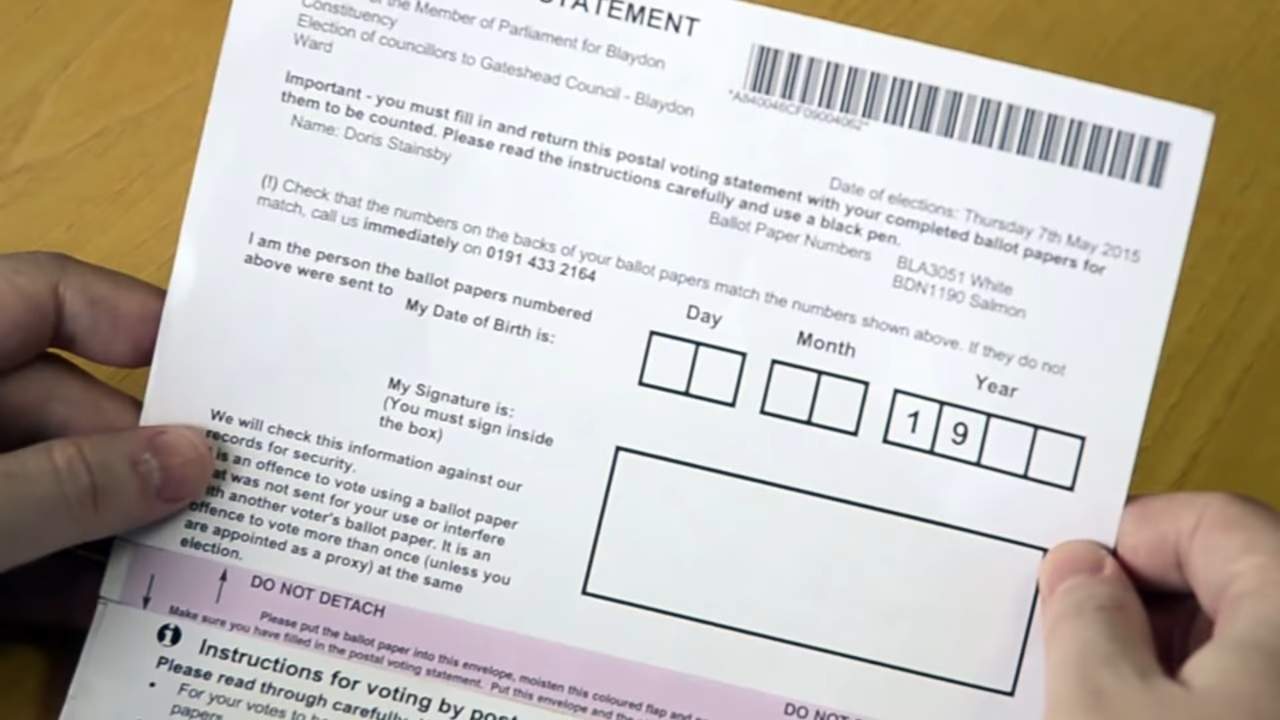 STATEMENT
the Member of Parliament for Blaydon
Constituency
Election of councillors to Gateshead Council - Blaydon
Ward
*A540046CF09004062*
Date of elections: Thursday 7th May 2015
Important - you must fill in and return this postal voting statement with your completed ballot papers for
them to be counted. Please read the instructions carefully and use a black pen.
Name: Doris Stainsby
Ballot Paper Numbers
BLA3051 White
BDN1190 Salmon
(!) Check that the numbers on the backs of your ballot papers match the numbers shown above. If they do not
match, call us immediately on 0191 433 2164
I am the person the ballot papers numbered
above were sent to
My Date of Birth is:
Day
Month
Year
1 9
My Signature is:
(You must sign inside
the box)
We will check this information against our
records for security.
is an offence to vote using a ballot paper
was not sent for your use or interfere
with another voter's ballot paper. It is an
offence to vote more than once (unless you
are appointed as a proxy) at the same
election.
DO NOT DETACH
DO NOT
Please put the ballot paper into this envelope, moisten this coloured flap and
Make sure you have filled in the postal voting statement. Put this envelope and the
Instructions for voting by post
Please read through carefully
• For your votes to
papers